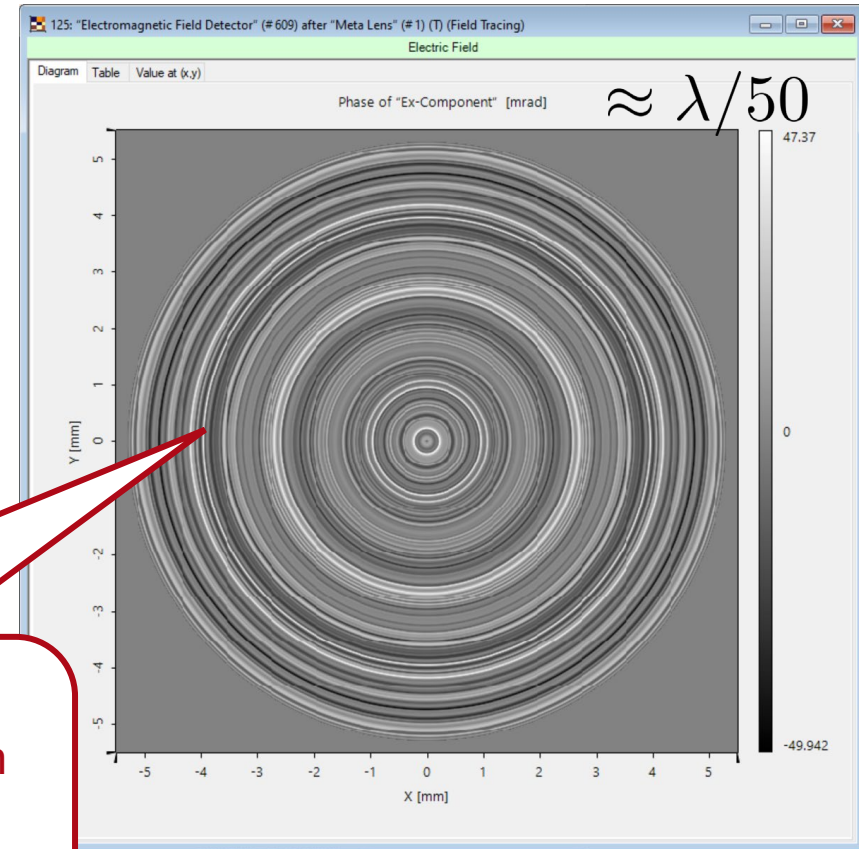 125: "Electromagnetic Field Detector" (# 609) after "Meta Lens" (# 1) (T) (Field Tracing)
Electric Field
Diagram Table Value at (x,y)
Phase of "Ex-Component" [mrad]
≈ λ/50
47.37
0
-49.942
5
4
3
2
1
0
-2
-3
-4
-5
Y [mm]
-5 -4 -3 -2 -1 0 1 2 3 4 5
X [mm]